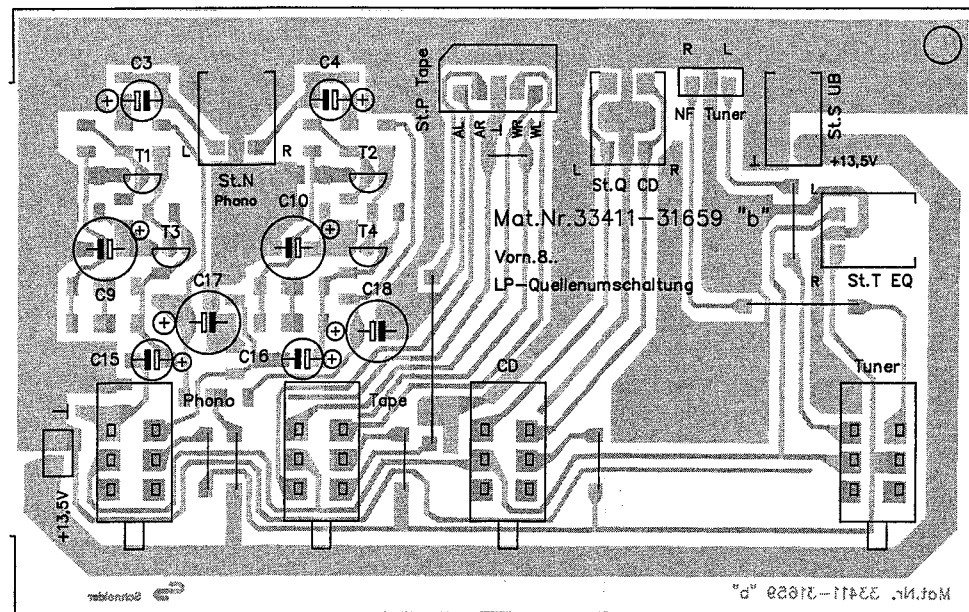 C3
C4
St.P Tape
R L
St.S UB
AL
AR
⊥
WR
WL
NF Tuner
⊥
+13,5V
T1
L
R
T2
St.N
Phono
L
R
St.Q CD
L
C10
Mat.Nr.33411-31659 "b"
T3
T4
Vorn.8..
R
St.T EQ
C9
C17
C18
LP-Quellenumschaltung
C15
C16
CD
Tuner
Phono
Tape
⊥
+13,5V
Schneider
Mat.Nr. 33411-31659 "b"